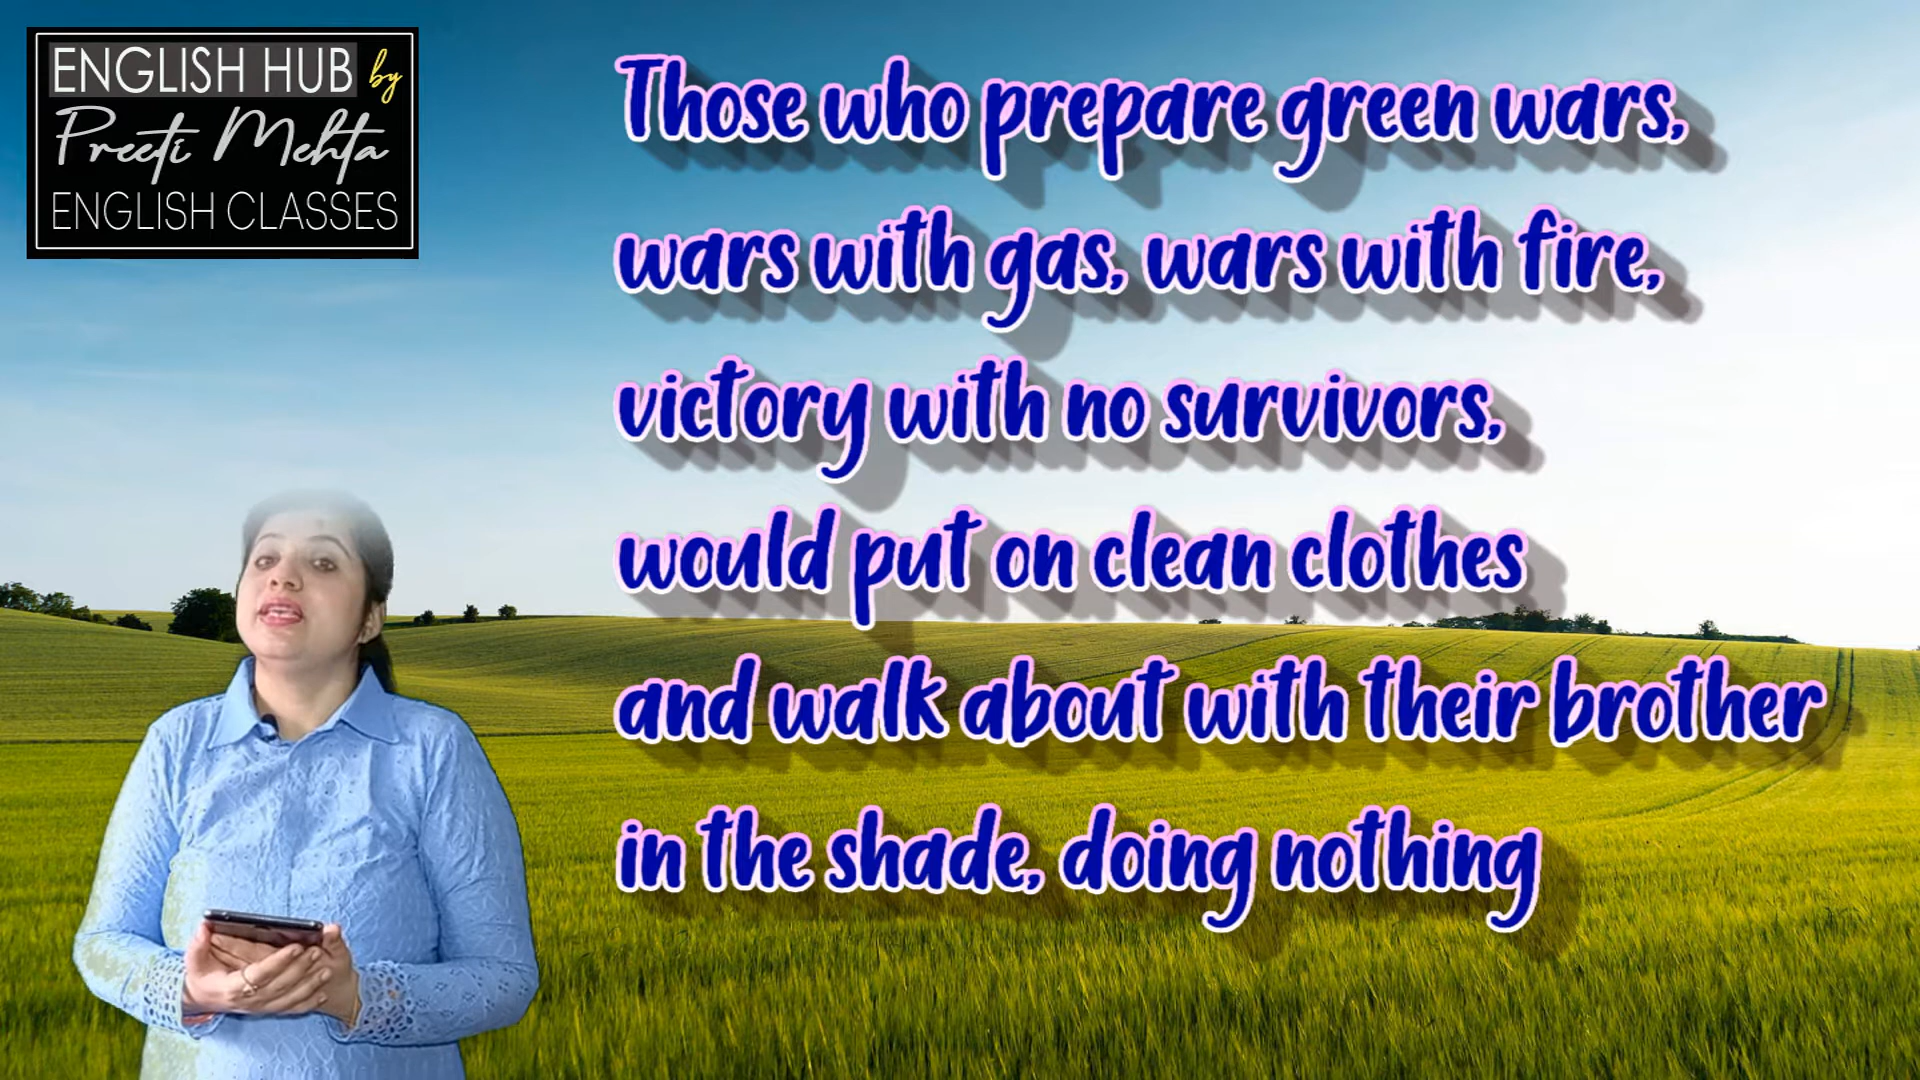 ENGLISH HUB by
Preeti Mehta
ENGLISH CLASSES
Those who prepare green wars,
wars with gas, wars with fire,
victory with no survivors,
would put on clean clothes
and walk about with their brother
in the shade, doing nothing